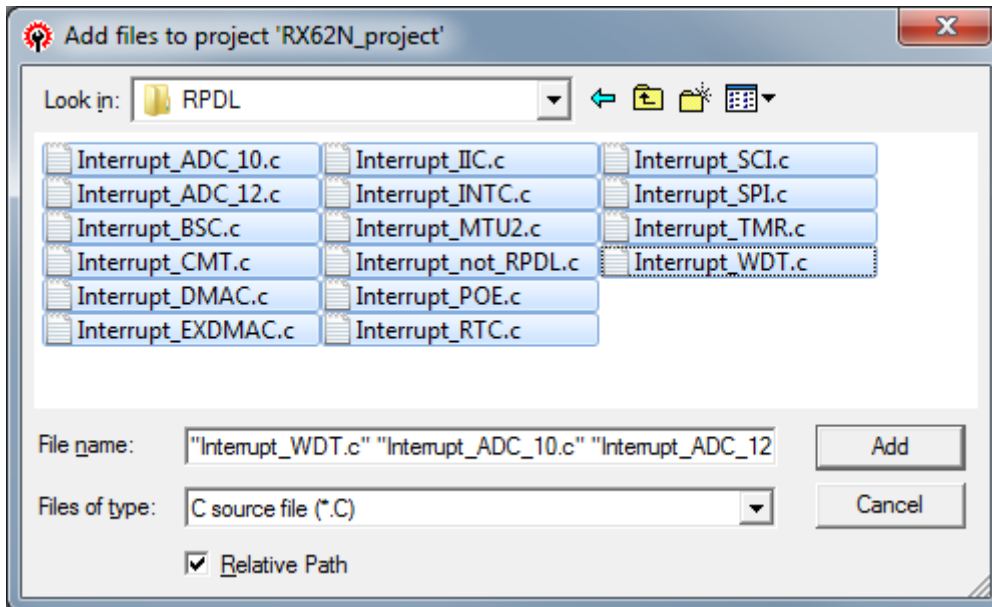 Add files to project 'RX62N_project'
Look in: RPDL
Interrupt_ADC_10.c Interrupt_IIC.c Interrupt_SCI.c
Interrupt_ADC_12.c Interrupt_INTC.c Interrupt_SPI.c
Interrupt_BSC.c Interrupt_MTU2.c Interrupt_TMR.c
Interrupt_CMT.c Interrupt_not_RPDL.c Interrupt_WDT.c
Interrupt_DMAC.c Interrupt_POE.c
Interrupt_EXDMAC.c Interrupt_RTC.c
File name: "Interrupt_WDT.c" "Interrupt_ADC_10.c" "Interrupt_ADC_12 Add
Files of type: C source file (*.C) Cancel
Relative Path